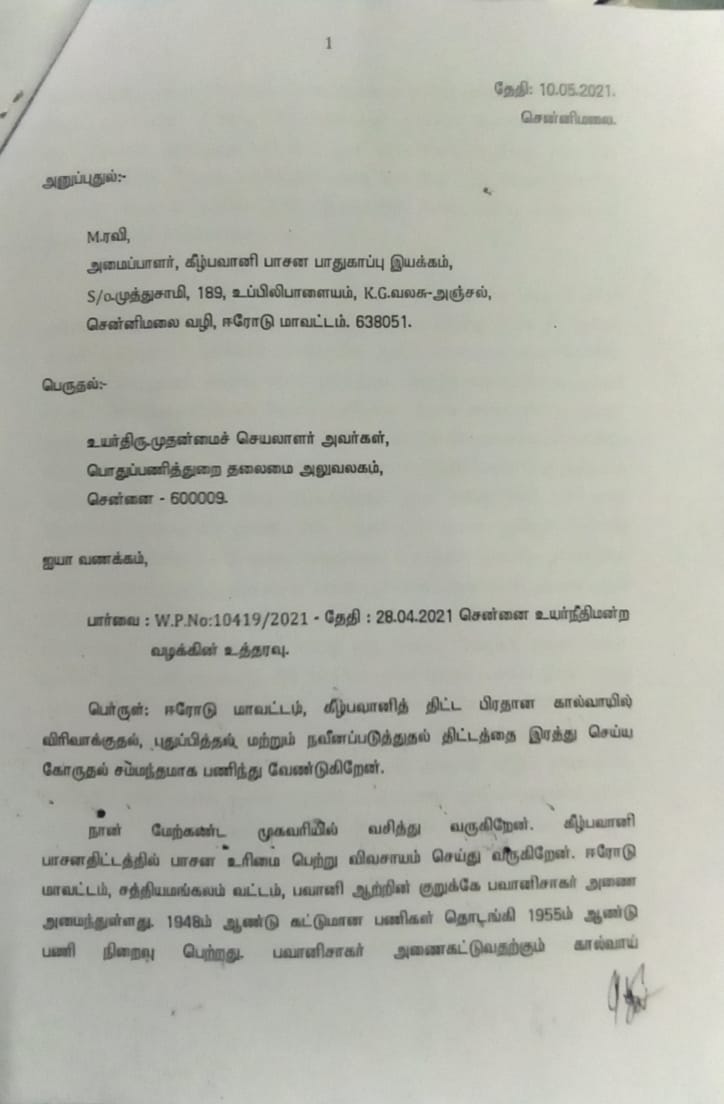 1
தேதி: 10.05.2021.
சென்னிமலை.
அனுப்புதல்:-
M.ரவி,
அமைப்பாளர், கீழ்பவானி பாசன பாதுகாப்பு இயக்கம்,
S/o.முத்துசாமி, 189, உப்பிலிபாளையம், K.G.வலசு-அஞ்சல்,
சென்னிமலை வழி, ஈரோடு மாவட்டம். 638051.
பெருதல்:-
உயர்திரு.முதன்மைச் செயலாளர் அவர்கள்,
பொதுப்பணித்துறை தலைமை அலுவலகம்,
சென்னை - 600009.
ஐயா வணக்கம்,
பார்வை : W.P.No:10419/2021 - தேதி : 28.04.2021 சென்னை உயர்நீதிமன்ற
வழக்கின் உத்தரவு.
பெர்ருள்: ஈரோடு மாவட்டம், கீழ்பவானித் திட்ட பிரதான கால்வாயில்
விரிவாக்குதல், புதுப்பித்தல் மற்றும் நவீனப்படுத்துதல் திட்டத்தை இரத்து செய்ய
கோருதல் சம்மந்தமாக பணிந்து வேண்டுகிறேன்.
நான் மேற்கண்ட முகவரியில் வசித்து வருகிறேன். கீழ்பவானி
பாசனதிட்டத்தில் பாசன உரிமை பெற்று விவசாயம் செய்து வருகிறேன். ஈரோடு
மாவட்டம், சத்தியமங்கலம் வட்டம், பவானி ஆற்றின் குறுக்கே பவானிசாகர் அணை
அமைந்துள்ளது. 1948ம் ஆண்டு கட்டுமான பணிகள் தொடங்கி 1955ம் ஆண்டு
பணி நிறைவு பெற்றது. பவானிசாகர் அணைகட்டுவதற்கும் கால்வாய்